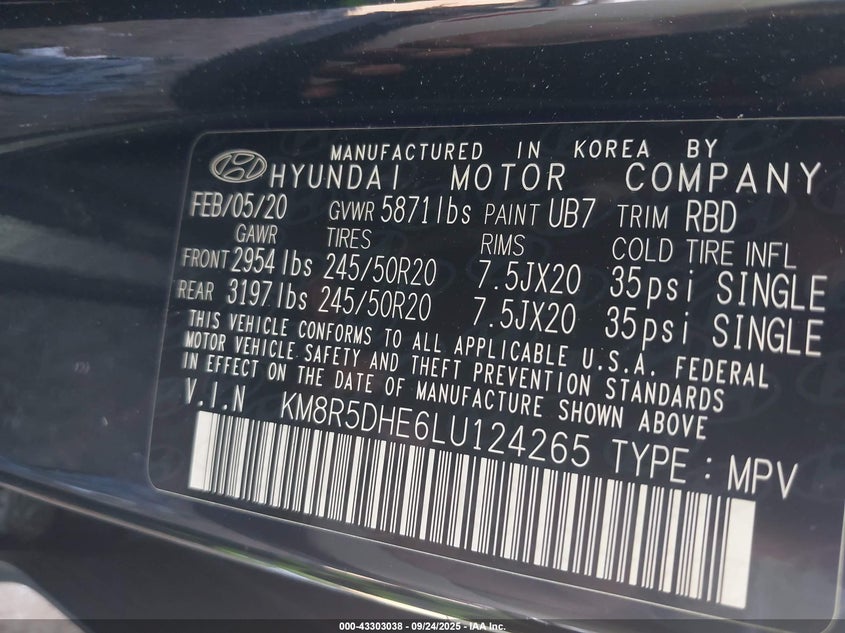 MANUFACTURED IN KOREA BY
HYUNDAI MOTOR COMPANY
FEB/05/20 GVWR 5871lbs PAINT UB7 TRIM RBD
GAWR TIRES RIMS COLD TIRE INFL
FRONT 2954lbs 245/50R20 7.5JX20 35psi SINGLE
REAR 3197lbs 245/50R20 7.5JX20 35psi SINGLE
THIS VEHICLE CONFORMS TO ALL APPLICABLE U.S.A. FEDERAL
MOTOR VEHICLE SAFETY AND THEFT PREVENTION STANDARDS
IN EFFECT ON THE DATE OF MANUFACTURE SHOWN ABOVE
V.I.N KM8R5DHE6LU124265 TYPE : MPV
000-43303038 - 09/24/2025 - IAA Inc.